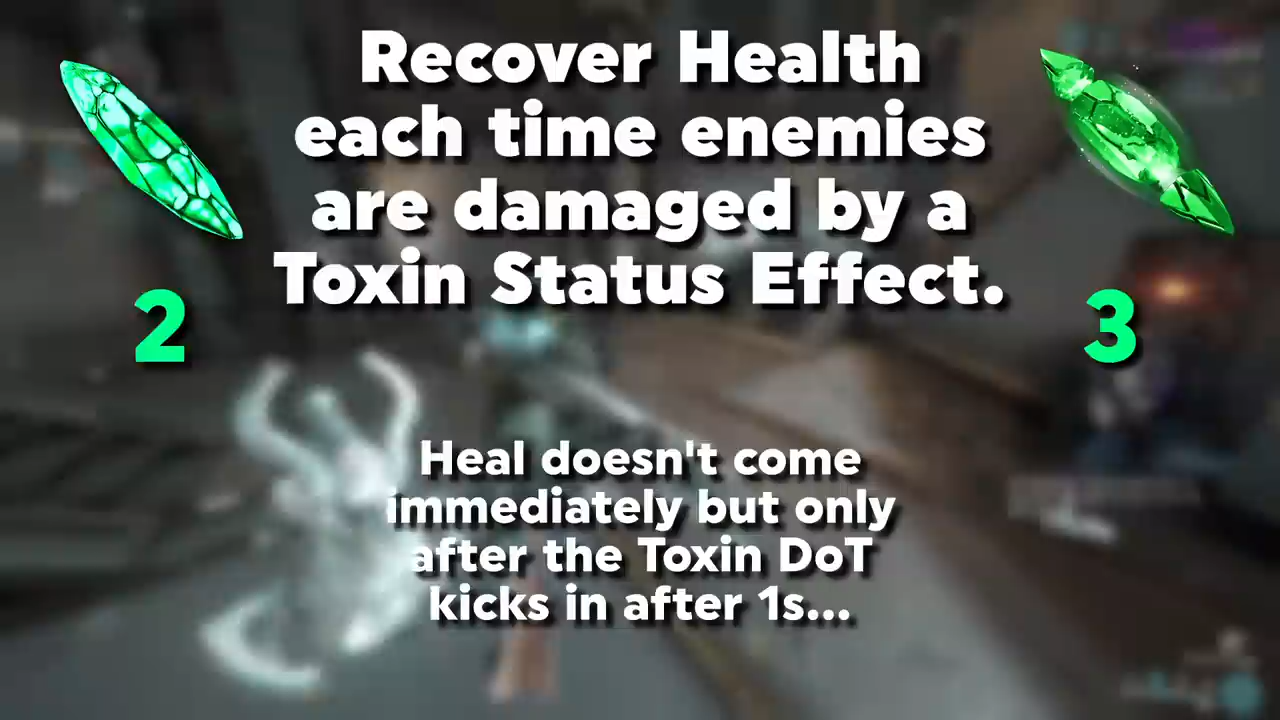 Recover Health
each time enemies
are damaged by a
Toxin Status Effect.
2
3
Heal doesn't come
immediately but only
after the Toxin DoT
kicks in after 1s...